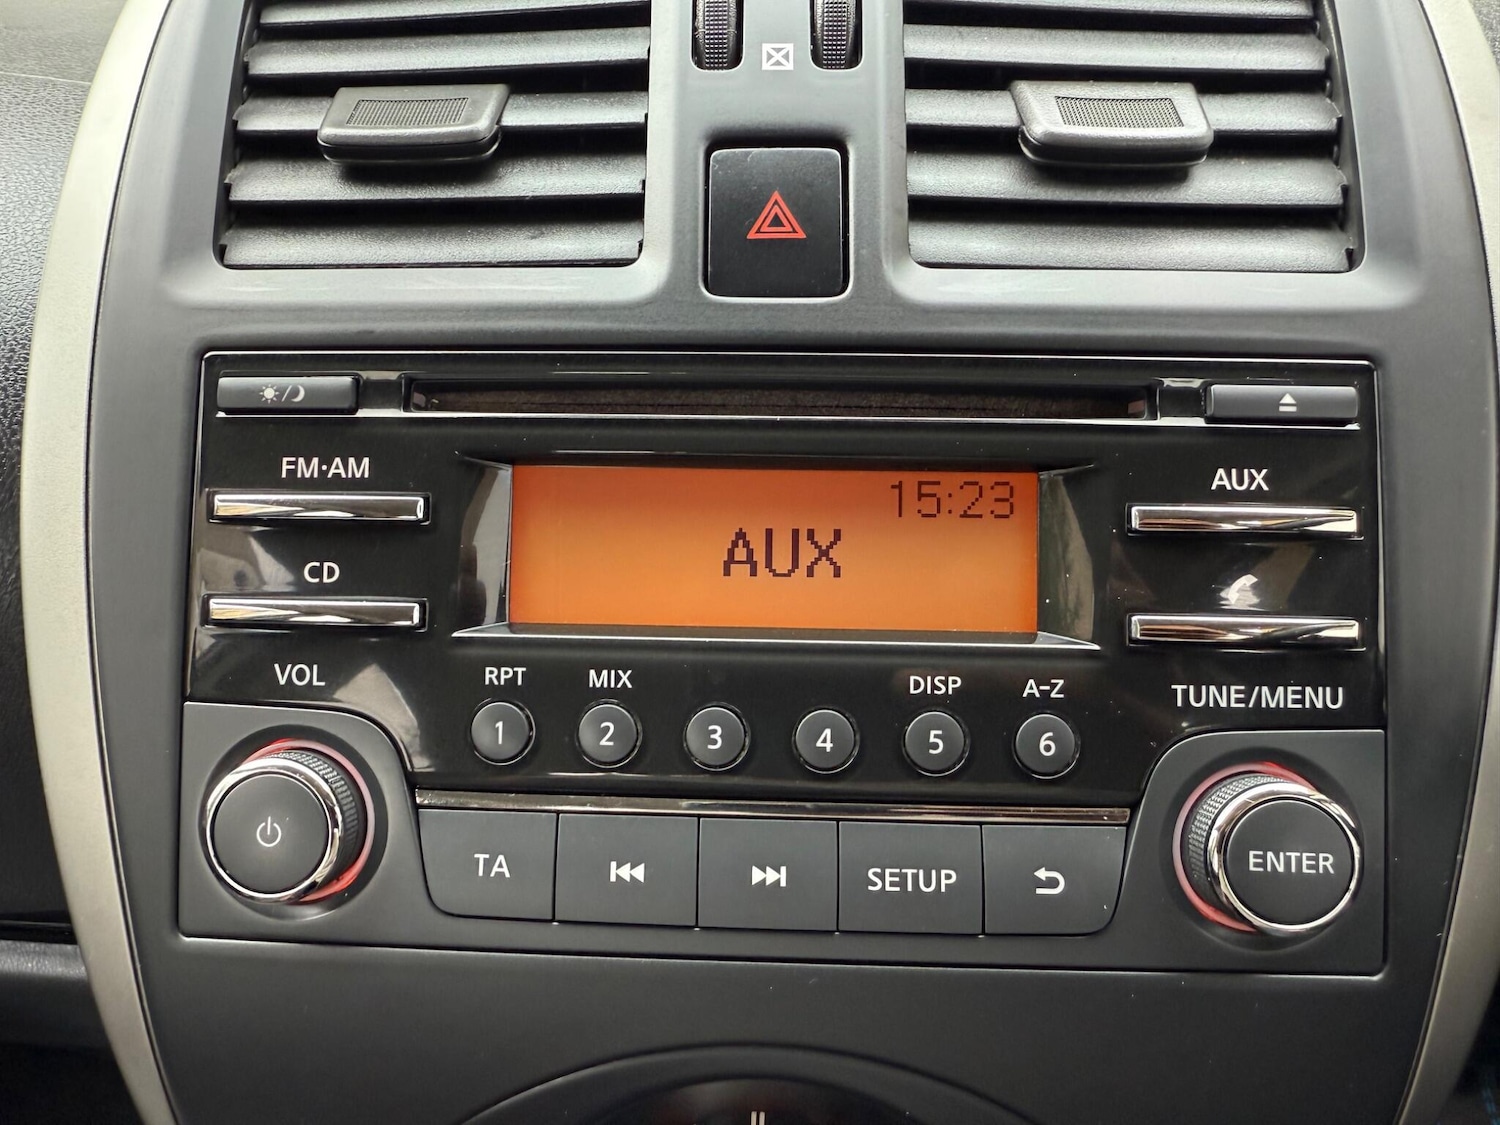 FM·AM
AUX
15:23
AUX
CD
VOL
RPT
MIX
DISP
A-Z
TUNE/MENU
1
2
3
4
5
6
TA
SETUP
ENTER